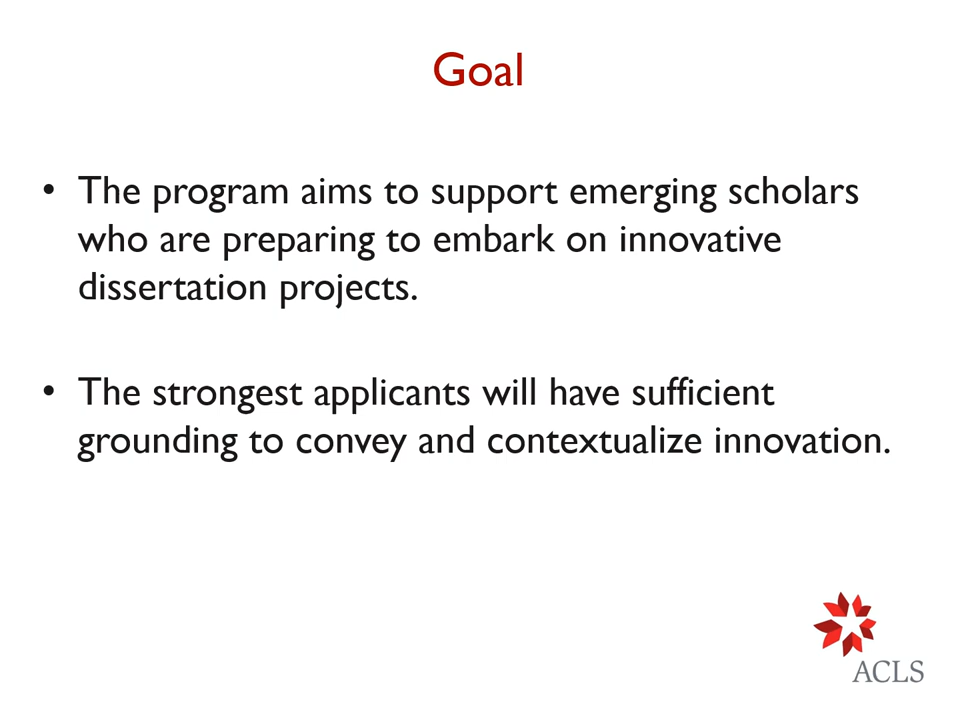 Goal
• The program aims to support emerging scholars
who are preparing to embark on innovative
dissertation projects.
• The strongest applicants will have sufficient
grounding to convey and contextualize innovation.
ACLS